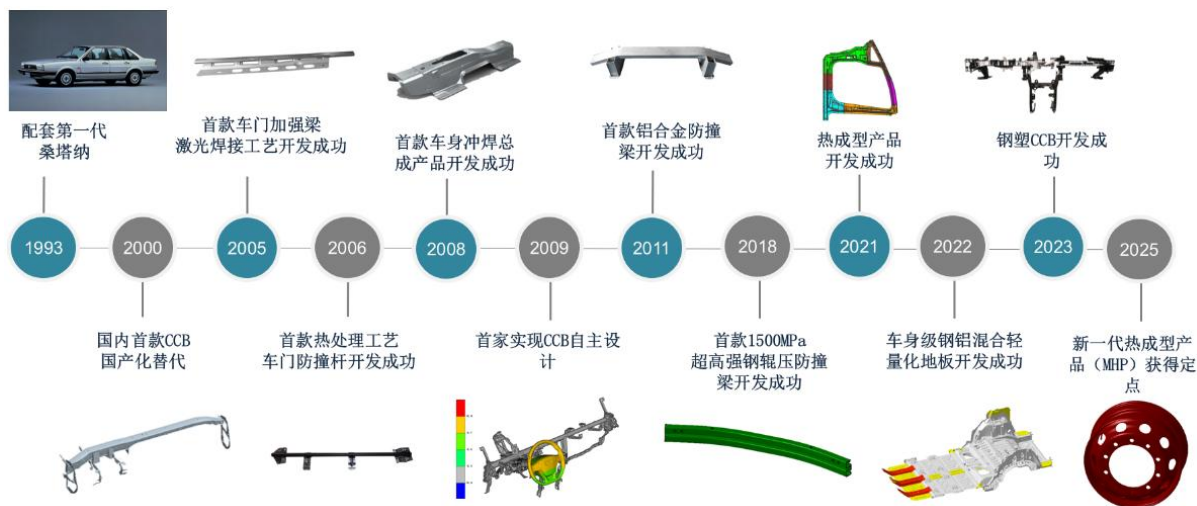 配套第一代
桑塔纳
首款车门加强梁
激光焊接工艺开发成功
首款车身冲焊总
成产品开发成功
首款铝合金防撞
梁开发成功
热成型产品
开发成功
钢塑CCB开发成
功
1993
2000
2005
2006
2008
2009
2011
2018
2021
2022
2023
2025
国内首款CCB
国产化替代
首款热处理工艺
车门防撞杆开发成功
首家实现CCB自主设
计
首款1500MPa
超高强钢辊压防撞
梁开发成功
车身级钢铝混合轻
量化地板开发成功
新一代热成型产
品（MHP）获得定
点